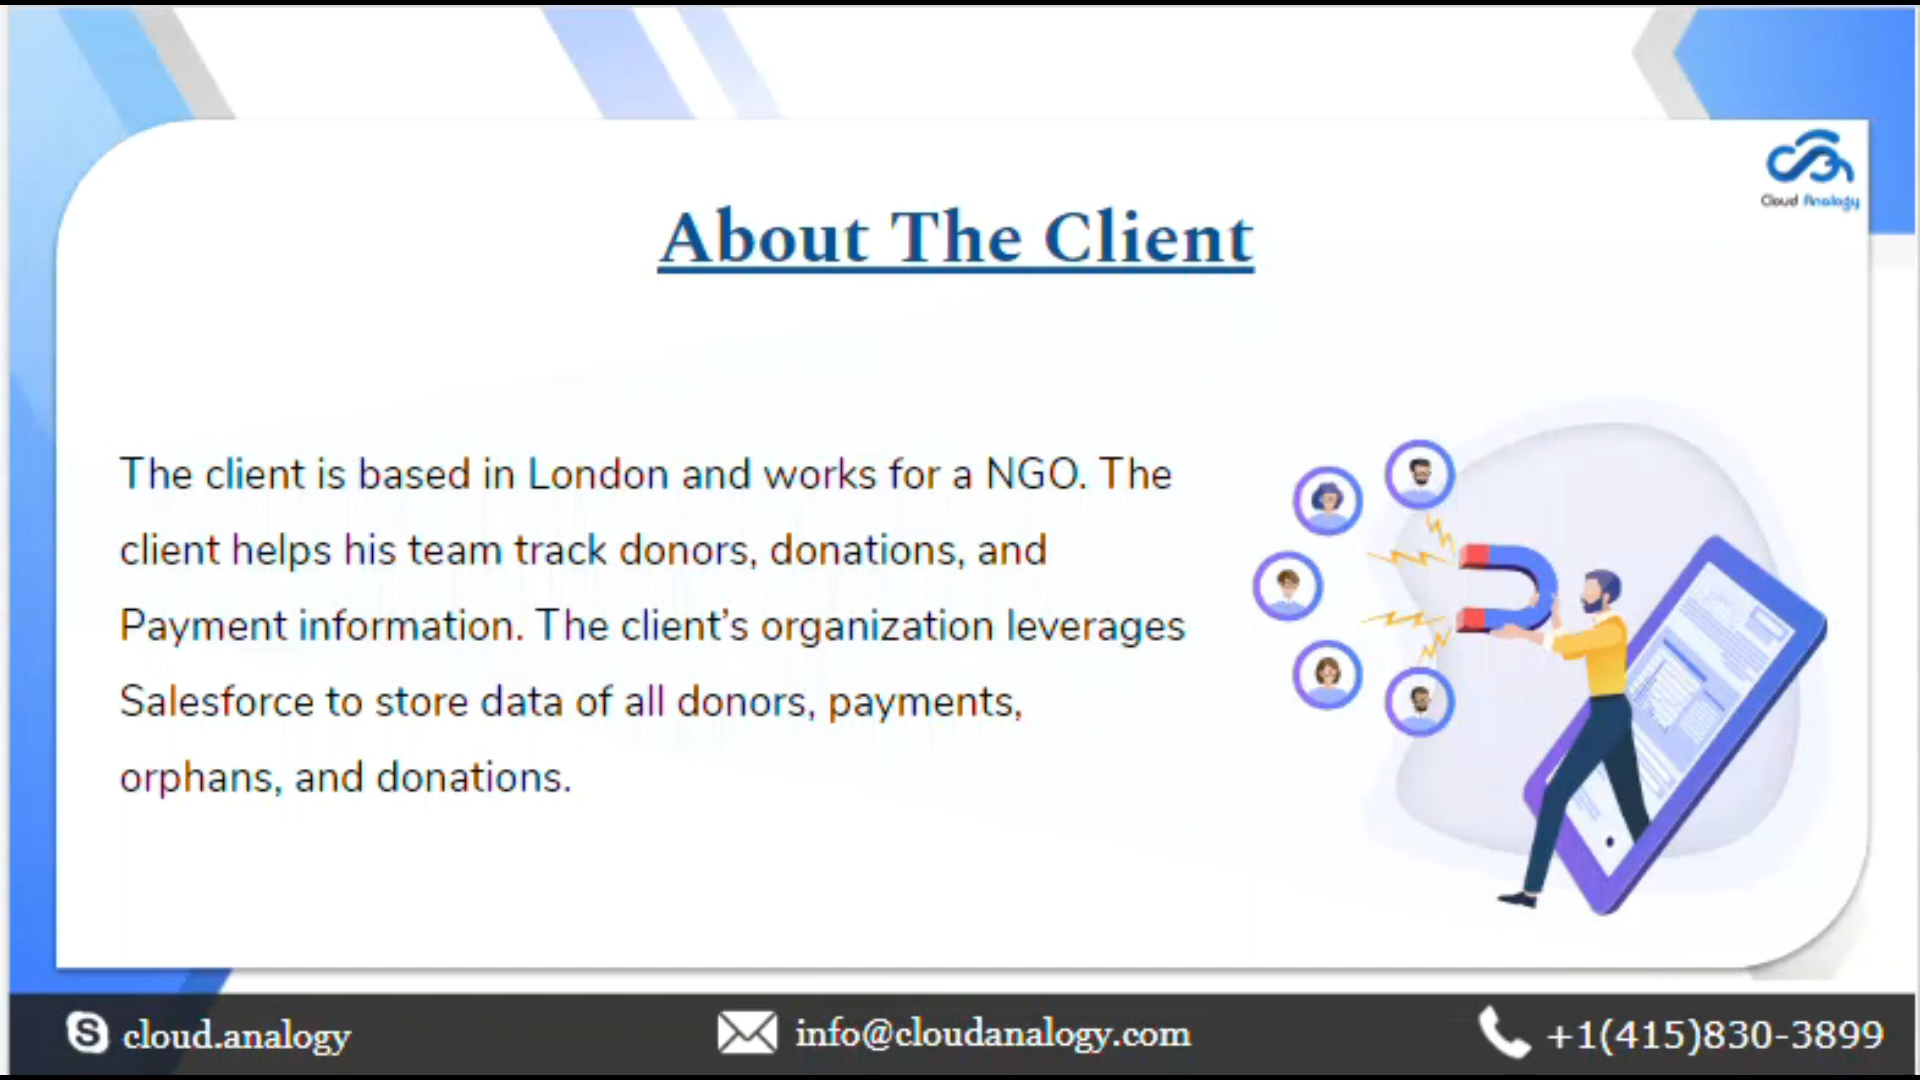 Cloud Analogy
About The Client
The client is based in London and works for a NGO. The
client helps his team track donors, donations, and
Payment information. The client’s organization leverages
Salesforce to store data of all donors, payments,
orphans, and donations.
cloud.analogy
info@cloudanalogy.com
+1(415)830-3899